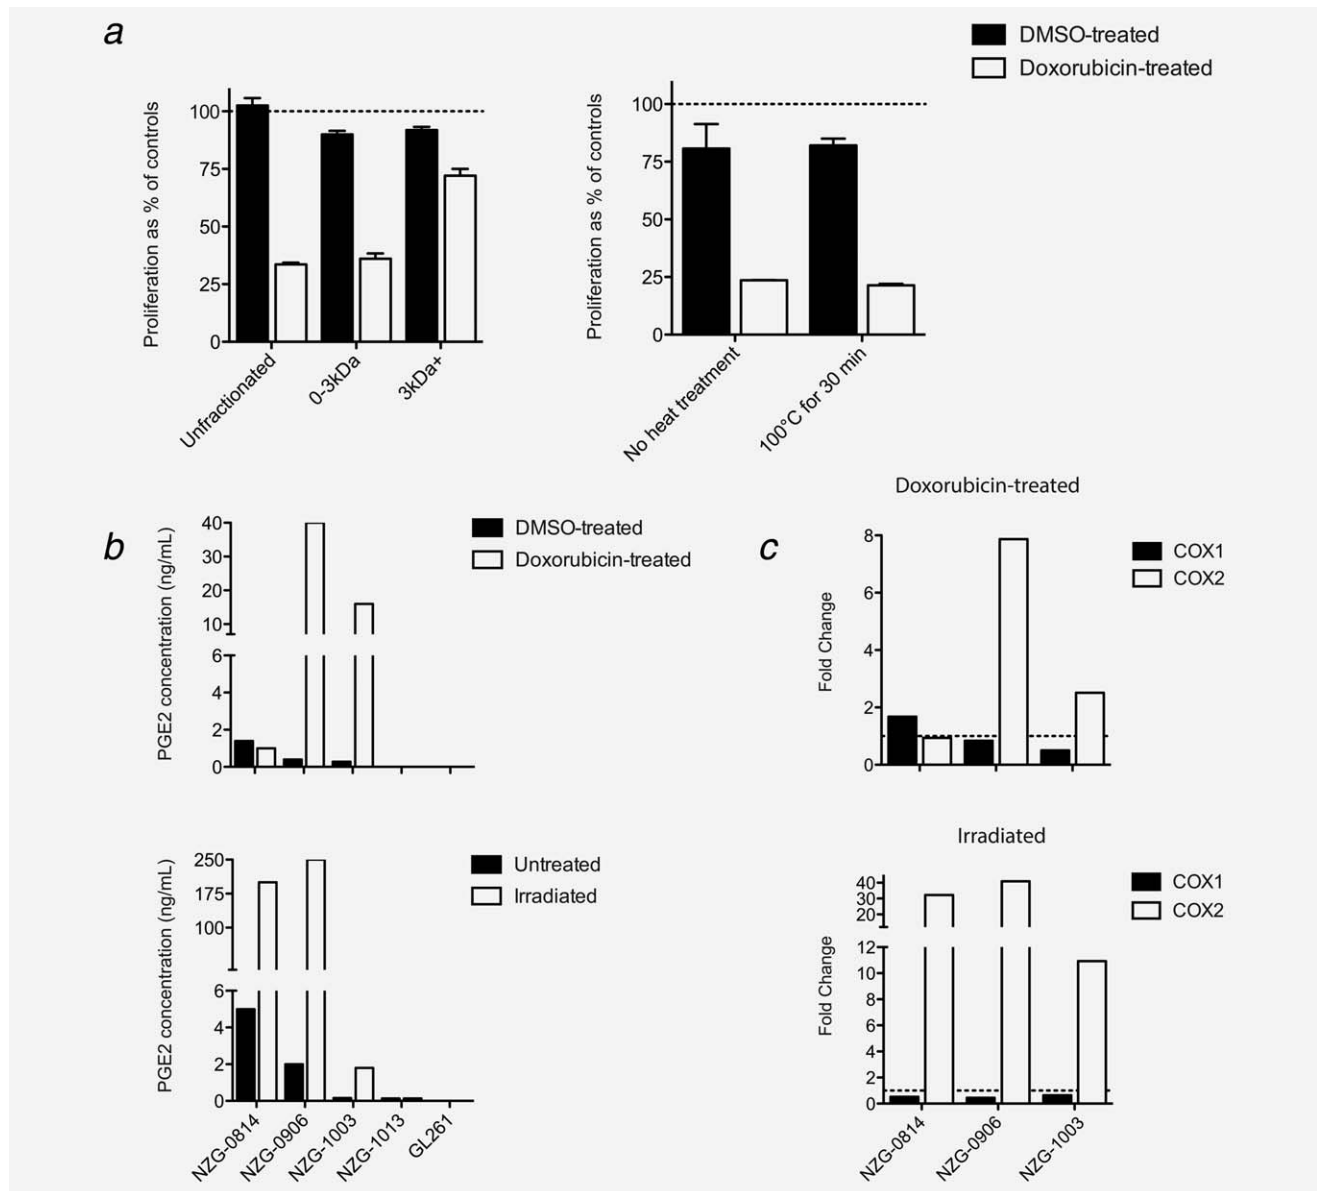 a
DMSO-treated
Doxorubicin-treated
Proliferation as % of controls
100
75
50
25
0
Unfractionated
0-3kDa
3kDa+
Proliferation as % of controls
100
75
50
25
0
No heat treatment
100°C for 30 min
b
DMSO-treated
Doxorubicin-treated
PGE2 concentration (ng/mL)
40
30
20
10
6
4
2
0
Untreated
Irradiated
PGE2 concentration (ng/mL)
250
175
100
6
4
2
0
NZG-0814
NZG-0906
NZG-1003
NZG-1013
GL261
c
Doxorubicin-treated
COX1
COX2
Fold Change
8
6
4
2
0
Irradiated
COX1
COX2
Fold Change
40
30
20
12
10
8
6
4
2
0
NZG-0814
NZG-0906
NZG-1003